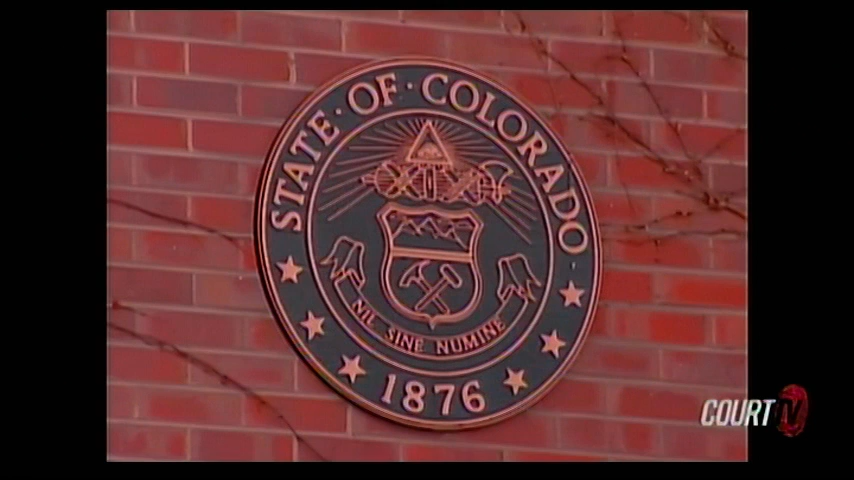 STATE·OF·COLORADO·
NIL SINE NUMINE
1876
COURT TV